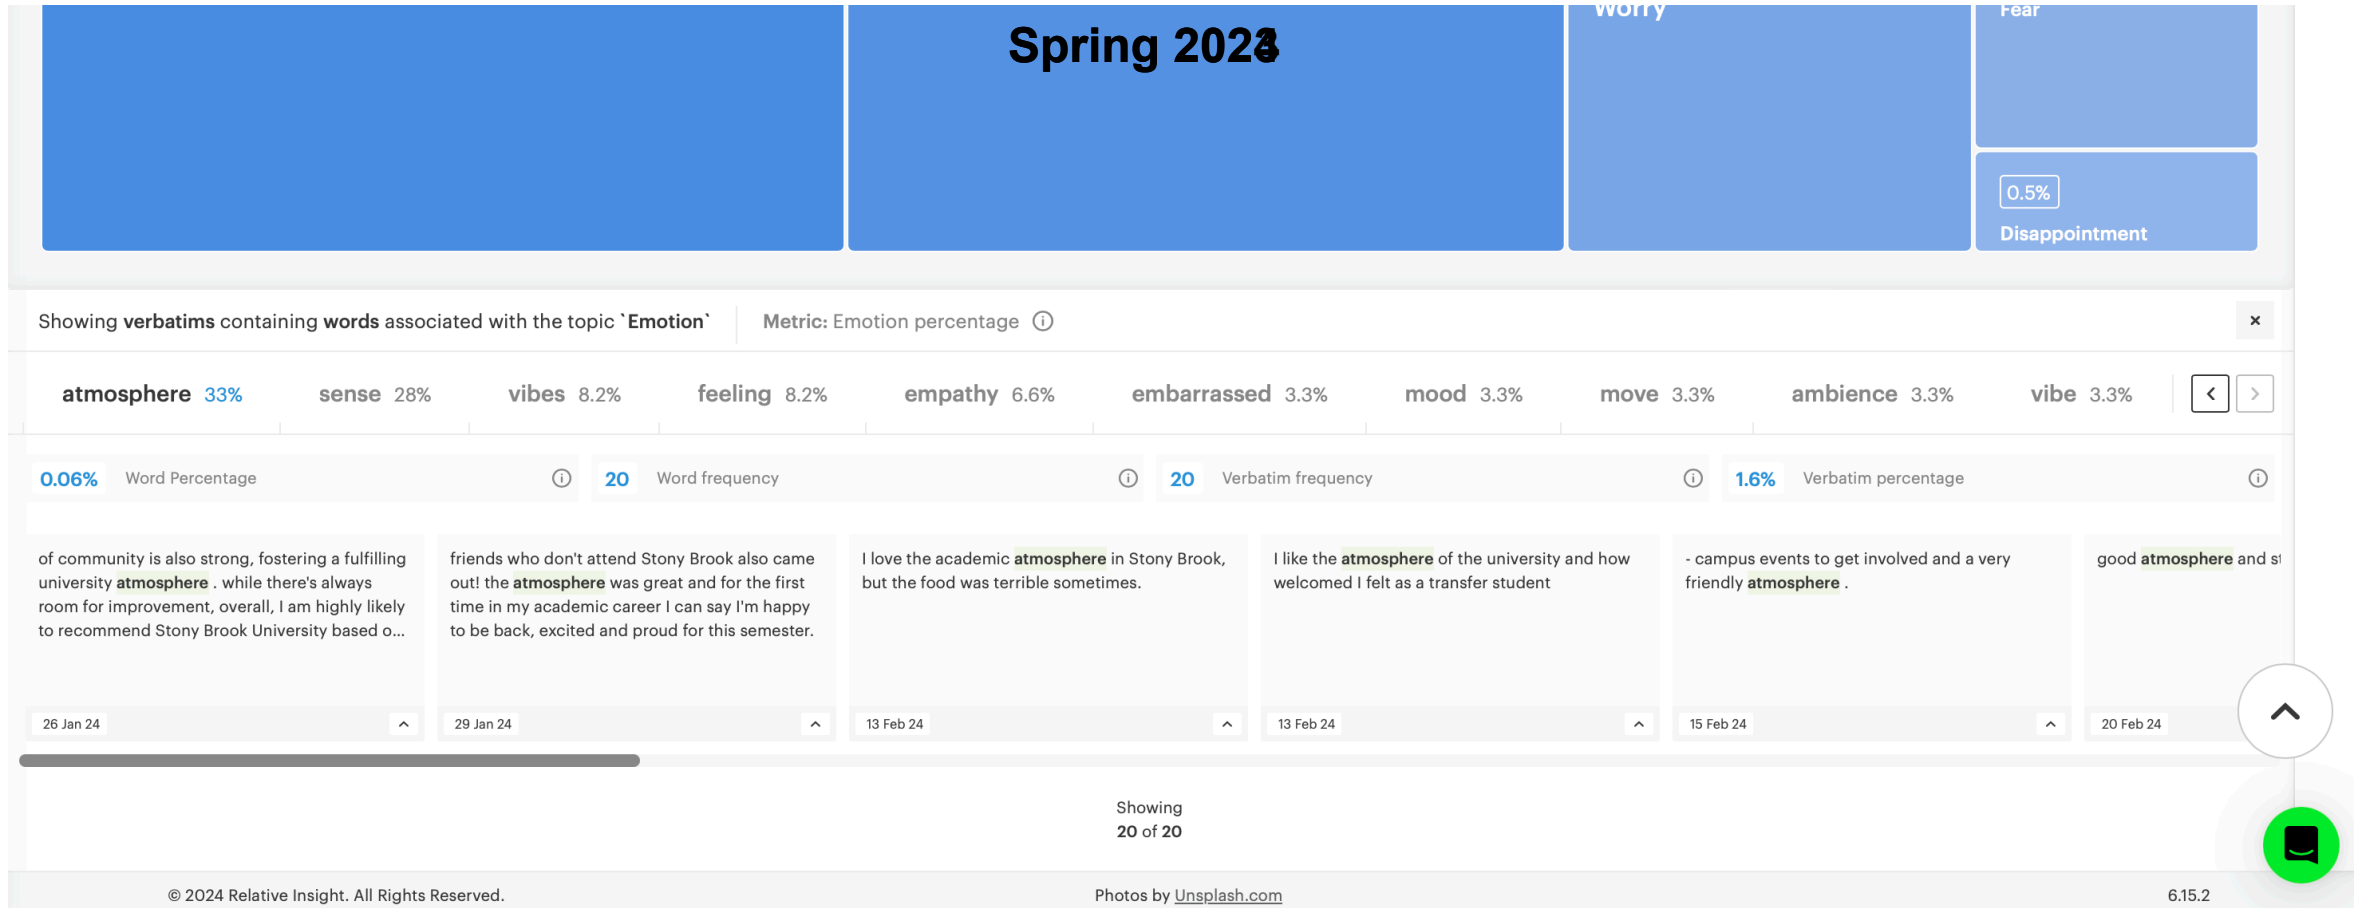 Worry
Fear
Spring
0.5%
Disappointment
Showing verbatims containing words associated with the topic `Emotion`
Metric: Emotion percentage
atmosphere 33% sense 28% vibes 8.2% feeling 8.2% empathy 6.6% embarrassed 3.3% mood 3.3% move 3.3% ambience 3.3% vibe 3.3%
0.06% Word Percentage
20 Word frequency
20 Verbatim frequency
1.6% Verbatim percentage
of community is also strong, fostering a fulfilling
university atmosphere . while there's always
room for improvement, overall, I am highly likely
to recommend Stony Brook University based o...
26 Jan 24
friends who don't attend Stony Brook also came
out! the atmosphere was great and for the first
time in my academic career I can say I'm happy
to be back, excited and proud for this semester.
29 Jan 24
I love the academic atmosphere in Stony Brook,
but the food was terrible sometimes.
13 Feb 24
I like the atmosphere of the university and how
welcomed I felt as a transfer student
13 Feb 24
- campus events to get involved and a very
friendly atmosphere .
15 Feb 24
good atmosphere and
20 Feb 24
Showing
20 of 20
© 2024 Relative Insight. All Rights Reserved.
Photos by Unsplash.com
6.15.2